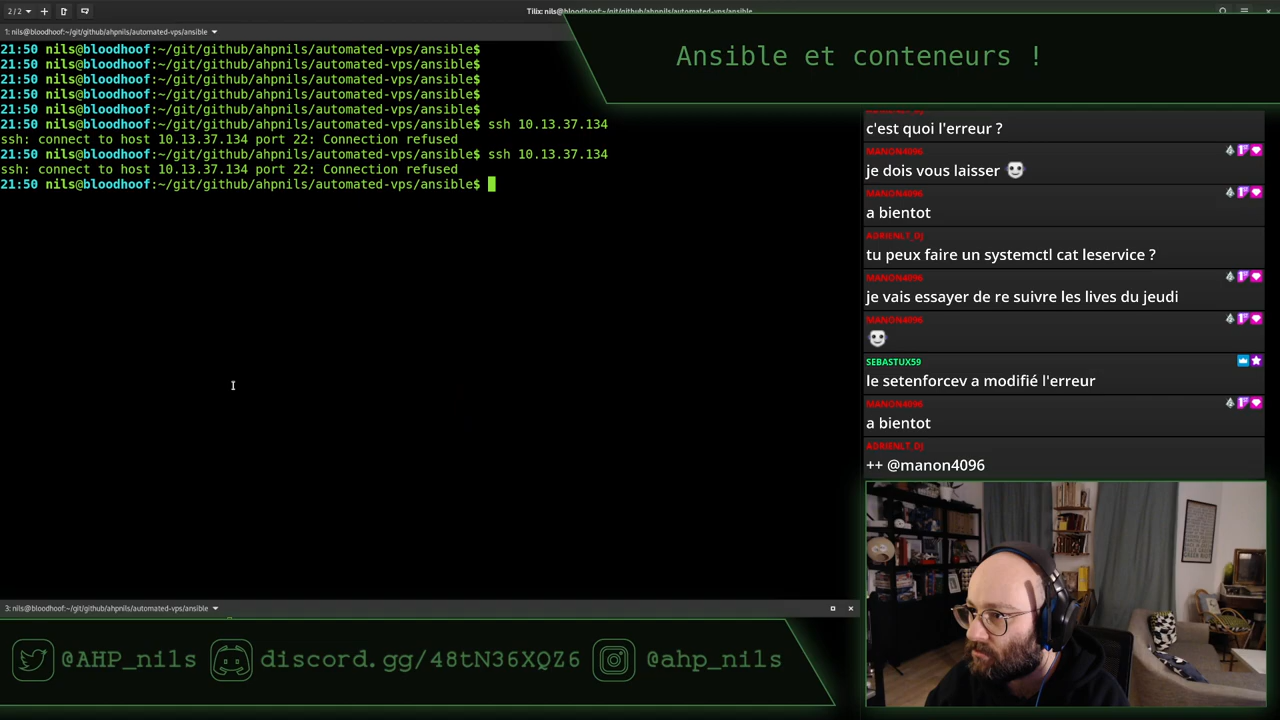 2 / 2
Tilix: nils@bloodhoof:~/git/github/ahpnils/automated-vps/ansible
1: nils@bloodhoof:~/git/github/ahpnils/automated-vps/ansible
21:50 nils@bloodhoof:~/git/github/ahpnils/automated-vps/ansible$
21:50 nils@bloodhoof:~/git/github/ahpnils/automated-vps/ansible$
21:50 nils@bloodhoof:~/git/github/ahpnils/automated-vps/ansible$
21:50 nils@bloodhoof:~/git/github/ahpnils/automated-vps/ansible$
21:50 nils@bloodhoof:~/git/github/ahpnils/automated-vps/ansible$
21:50 nils@bloodhoof:~/git/github/ahpnils/automated-vps/ansible$ ssh 10.13.37.134
ssh: connect to host 10.13.37.134 port 22: Connection refused
21:50 nils@bloodhoof:~/git/github/ahpnils/automated-vps/ansible$ ssh 10.13.37.134
ssh: connect to host 10.13.37.134 port 22: Connection refused
21:50 nils@bloodhoof:~/git/github/ahpnils/automated-vps/ansible$
Ansible et conteneurs !
c'est quoi l'erreur ?
MANON4096
je dois vous laisser
MANON4096
a bientot
ADRIENLT_DJ
tu peux faire un systemctl cat leservice ?
MANON4096
je vais essayer de re suivre les lives du jeudi
MANON4096
SEBASTUX59
le setenforcev a modifié l'erreur
MANON4096
a bientot
ADRIENLT_DJ
++ @manon4096
3: nils@bloodhoof:~/git/github/ahpnils/automated-vps/ansible
@AHP_nils
discord.gg/48tN36XQZ6
@ahp_nils